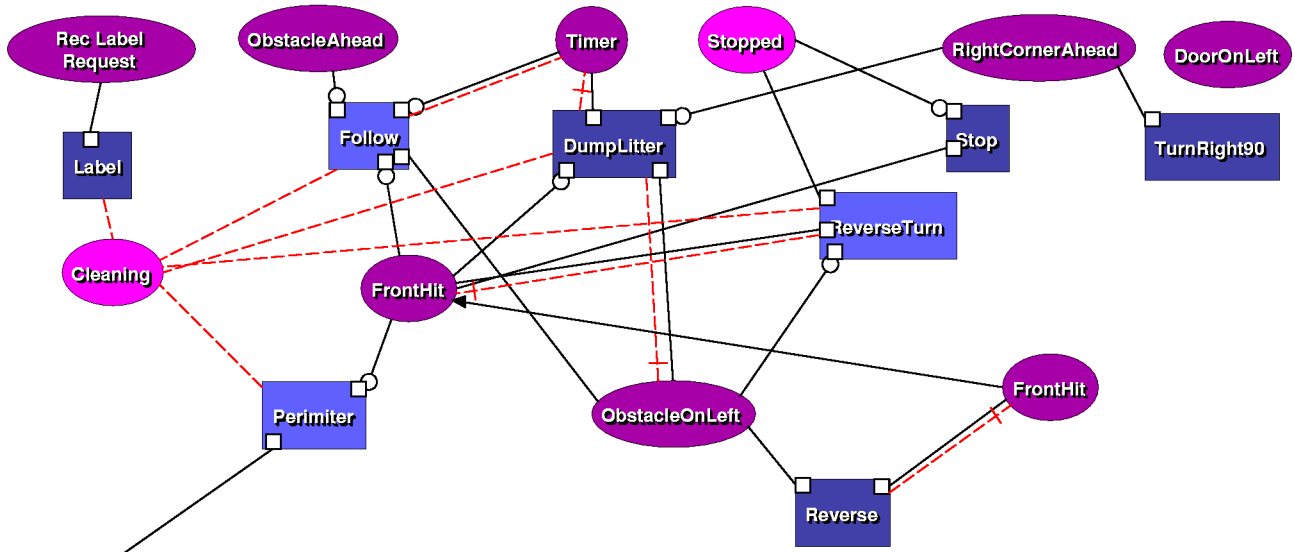 Rec Label
Request
ObstacleAhead
Timer
Stopped
RightCornerAhead
DoorOnLeft
Follow
DumpLitter
Stop
TurnRight90
Label
ReverseTurn
Cleaning
FrontHit
FrontHit
Perimiter
ObstacleOnLeft
Reverse